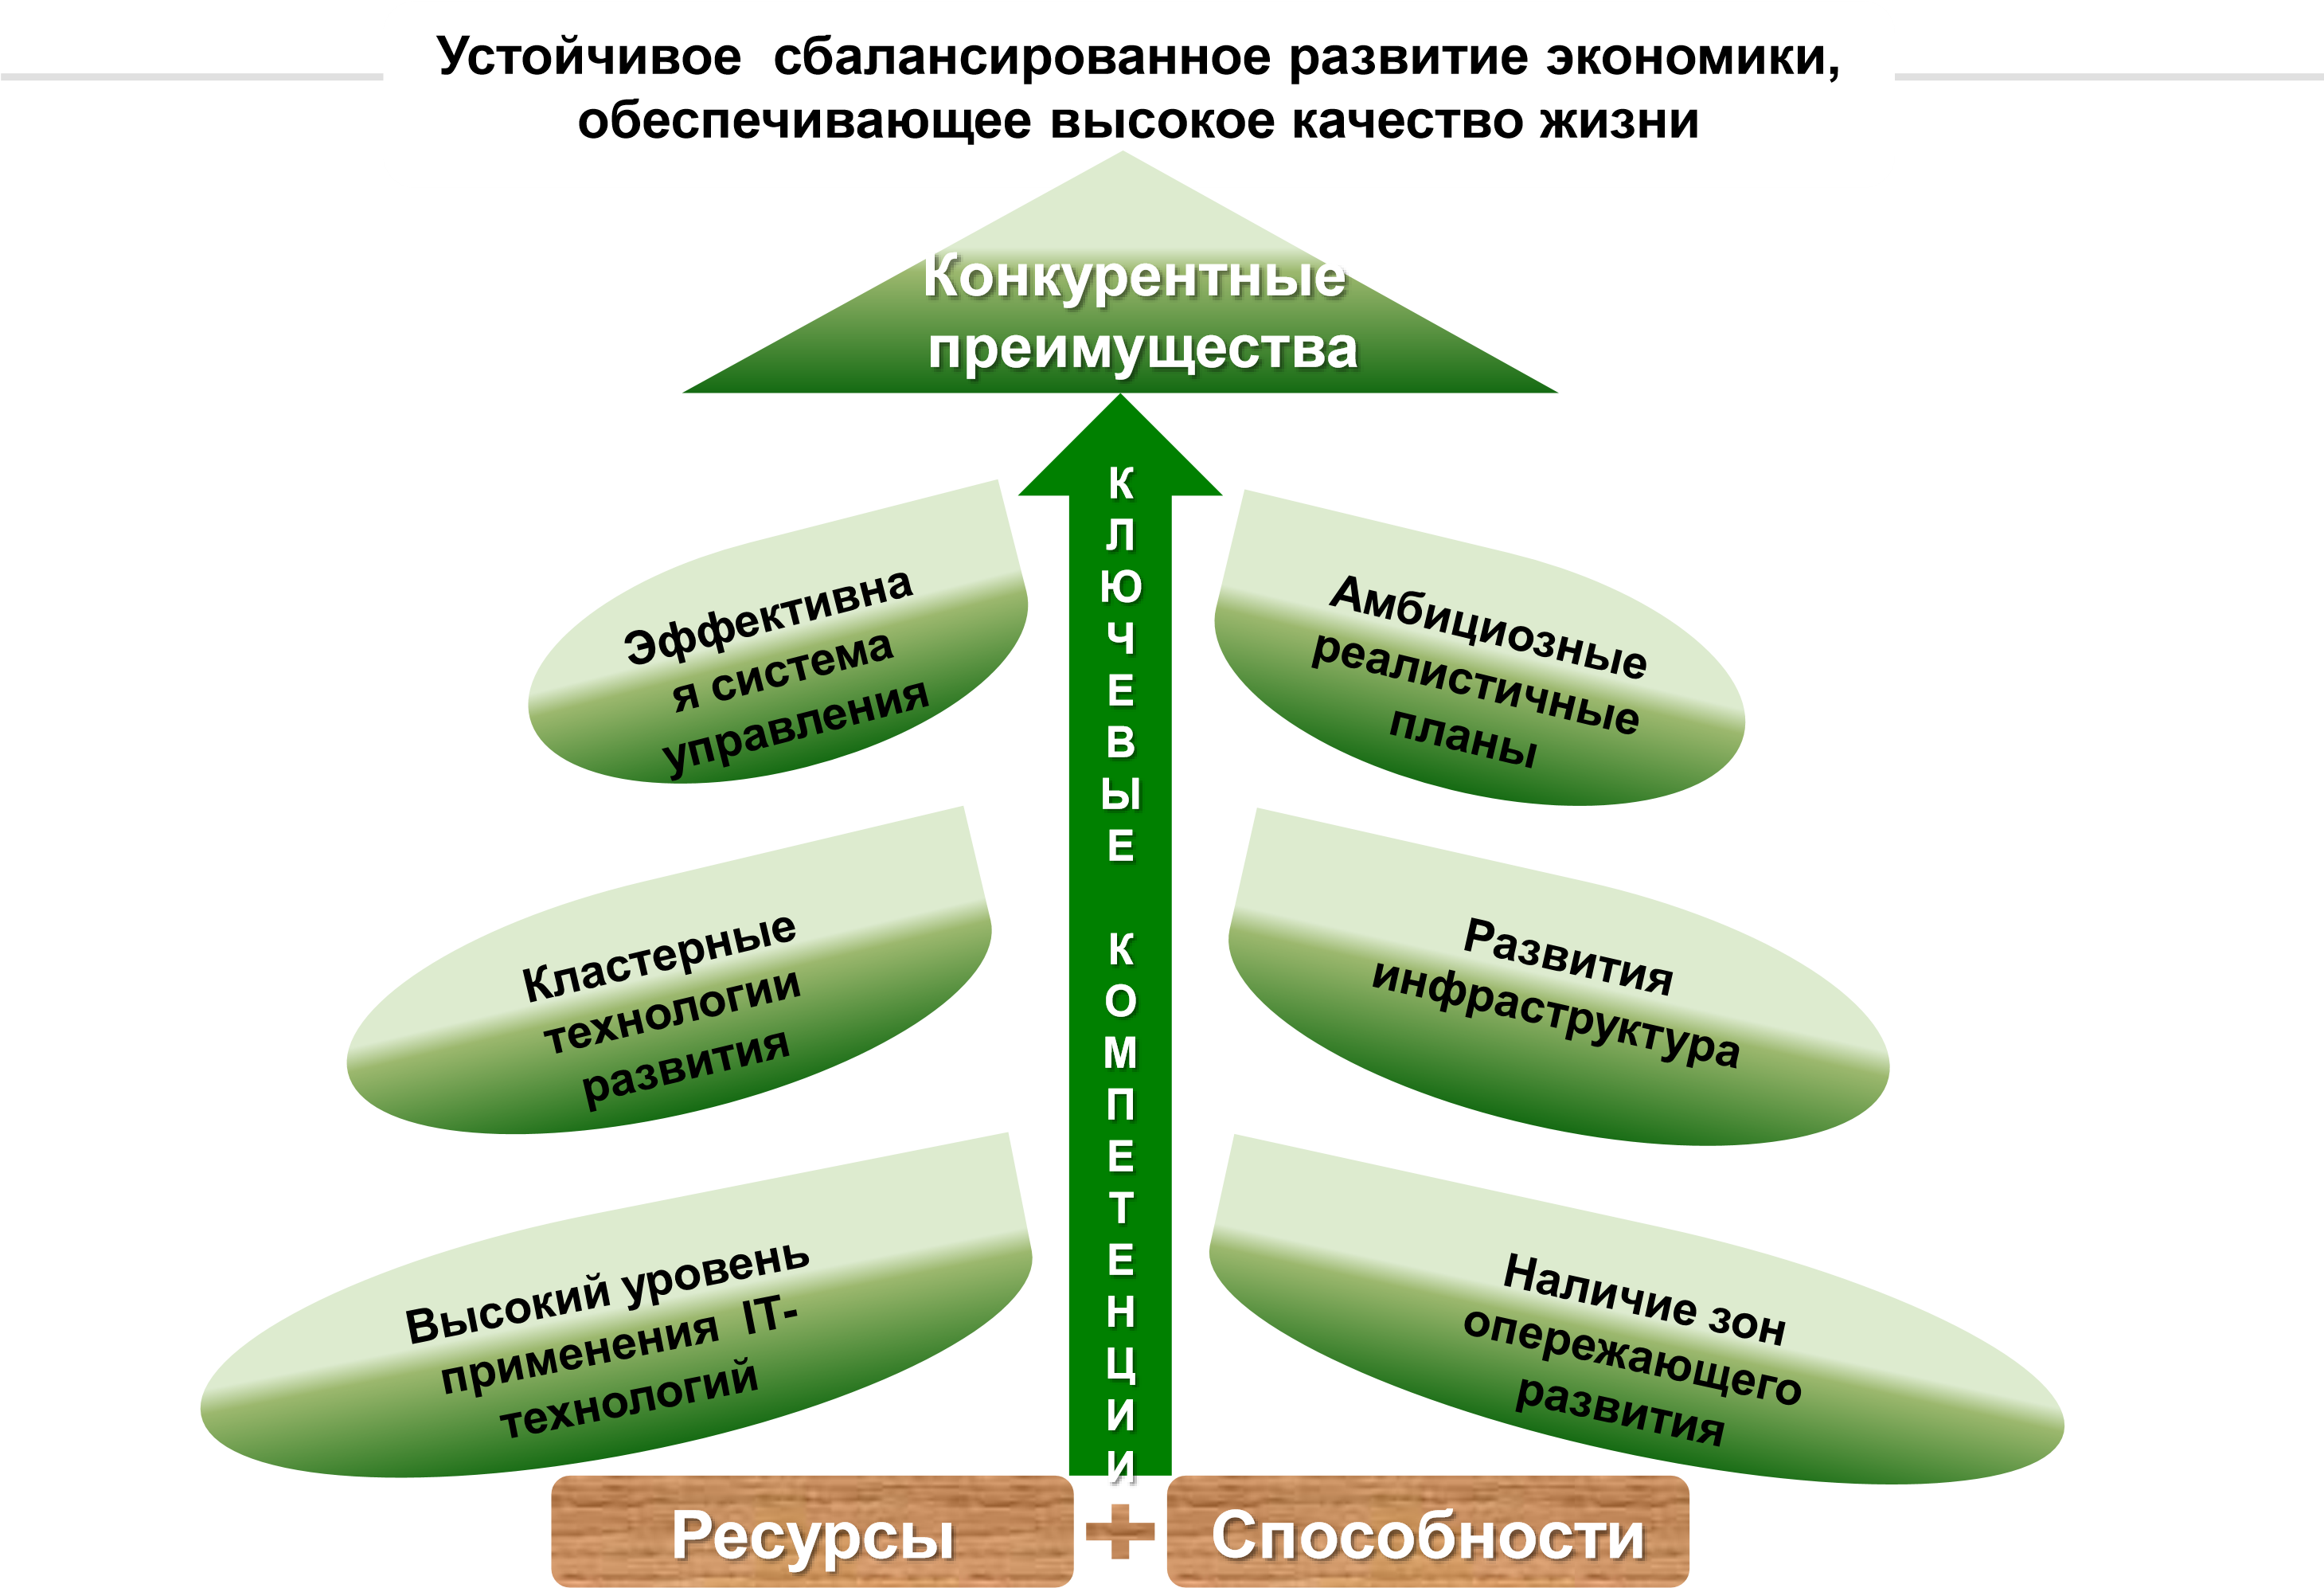 Устойчивое сбалансированное развитие экономики,
обеспечивающее высокое качество жизни
Конкурентные
преимущества
КЛЮЧЕВЫЕ КОМПЕТЕНЦИИ
Эффективна
я система
управления
Амбициозные
реалистичные
планы
Кластерные
технологии
развития
Развития
инфраструктура
Высокий уровень
применения IT-
технологий
Наличие зон
опережающего
развития
Ресурсы + Способности